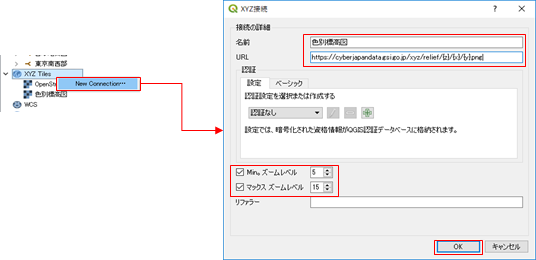 東京南西部
XYZ Tiles
OpenStr
New Connection...
色別標高図
WCS
XYZ接続
接続の詳細
名前
色別標高図
URL
https://cyberjapandata.gsi.go.jp/xyz/relief/{z}/{x}/{y}.png
認証
設定
ベーシック
認証設定を選択または作成する
認証なし
設定では、暗号化された資格情報がQGIS認証データベースに格納されます。
Min。ズームレベル
5
マックス ズームレベル
15
リファラー
OK
キャンセル